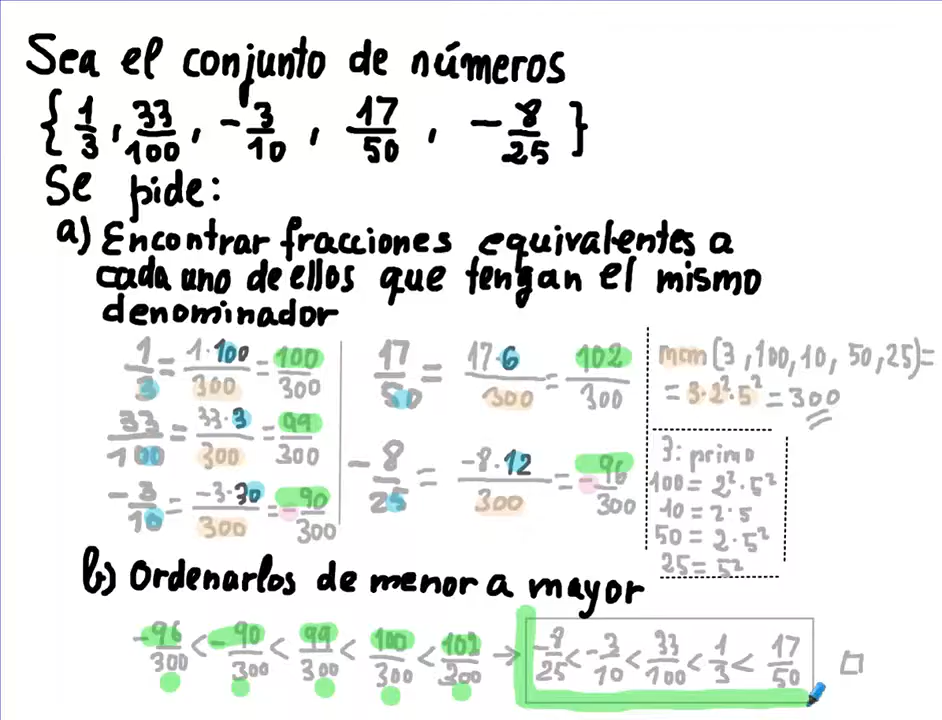 Sea el conjunto de números
{ 1/3, 33/100, -3/10, 17/50, -8/25 }
Se pide:
a) Encontrar fracciones equivalentes a
cada uno de ellos que tengan el mismo
denominador
1/3 = 1·100/300 = 100/300
33/100 = 33·3/300 = 99/300
-3/10 = -3·30/300 = -90/300
17/50 = 17·6/300 = 102/300
-8/25 = -8·12/300 = -96/300
mcm (3, 100, 10, 50, 25) =
= 3·2²·5² = 300
3: primo
100 = 2²·5²
10 = 2·5
50 = 2·5²
25 = 5²
b) Ordenarlos de menor a mayor
-96/300 < -90/300 < 99/300 < 100/300 < 102/300 → -8/25 < -3/10 < 33/100 < 1/3 < 17/50 □